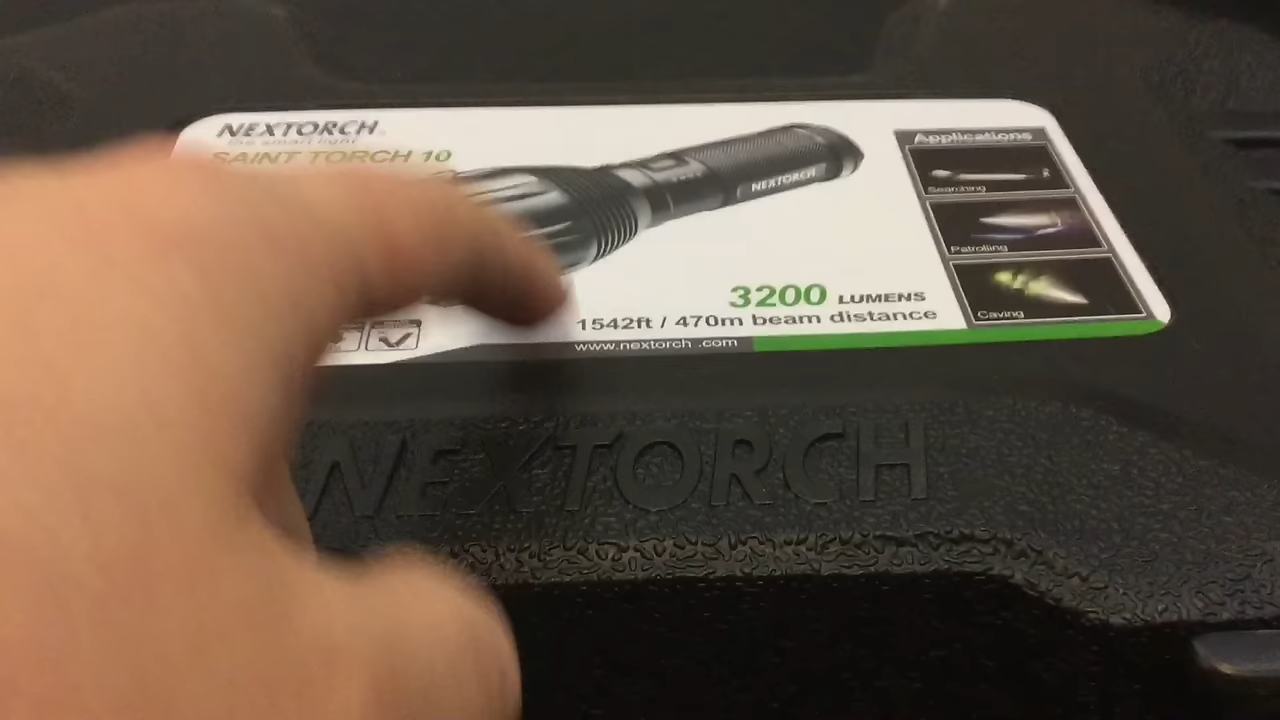 NEXTORCH
the smart light
SAINT TORCH 10
NEXTORCH
Applications
Searching
Patrolling
Caving
3200 LUMENS
1542ft / 470m beam distance
www.nextorch .com
NEXTORCH